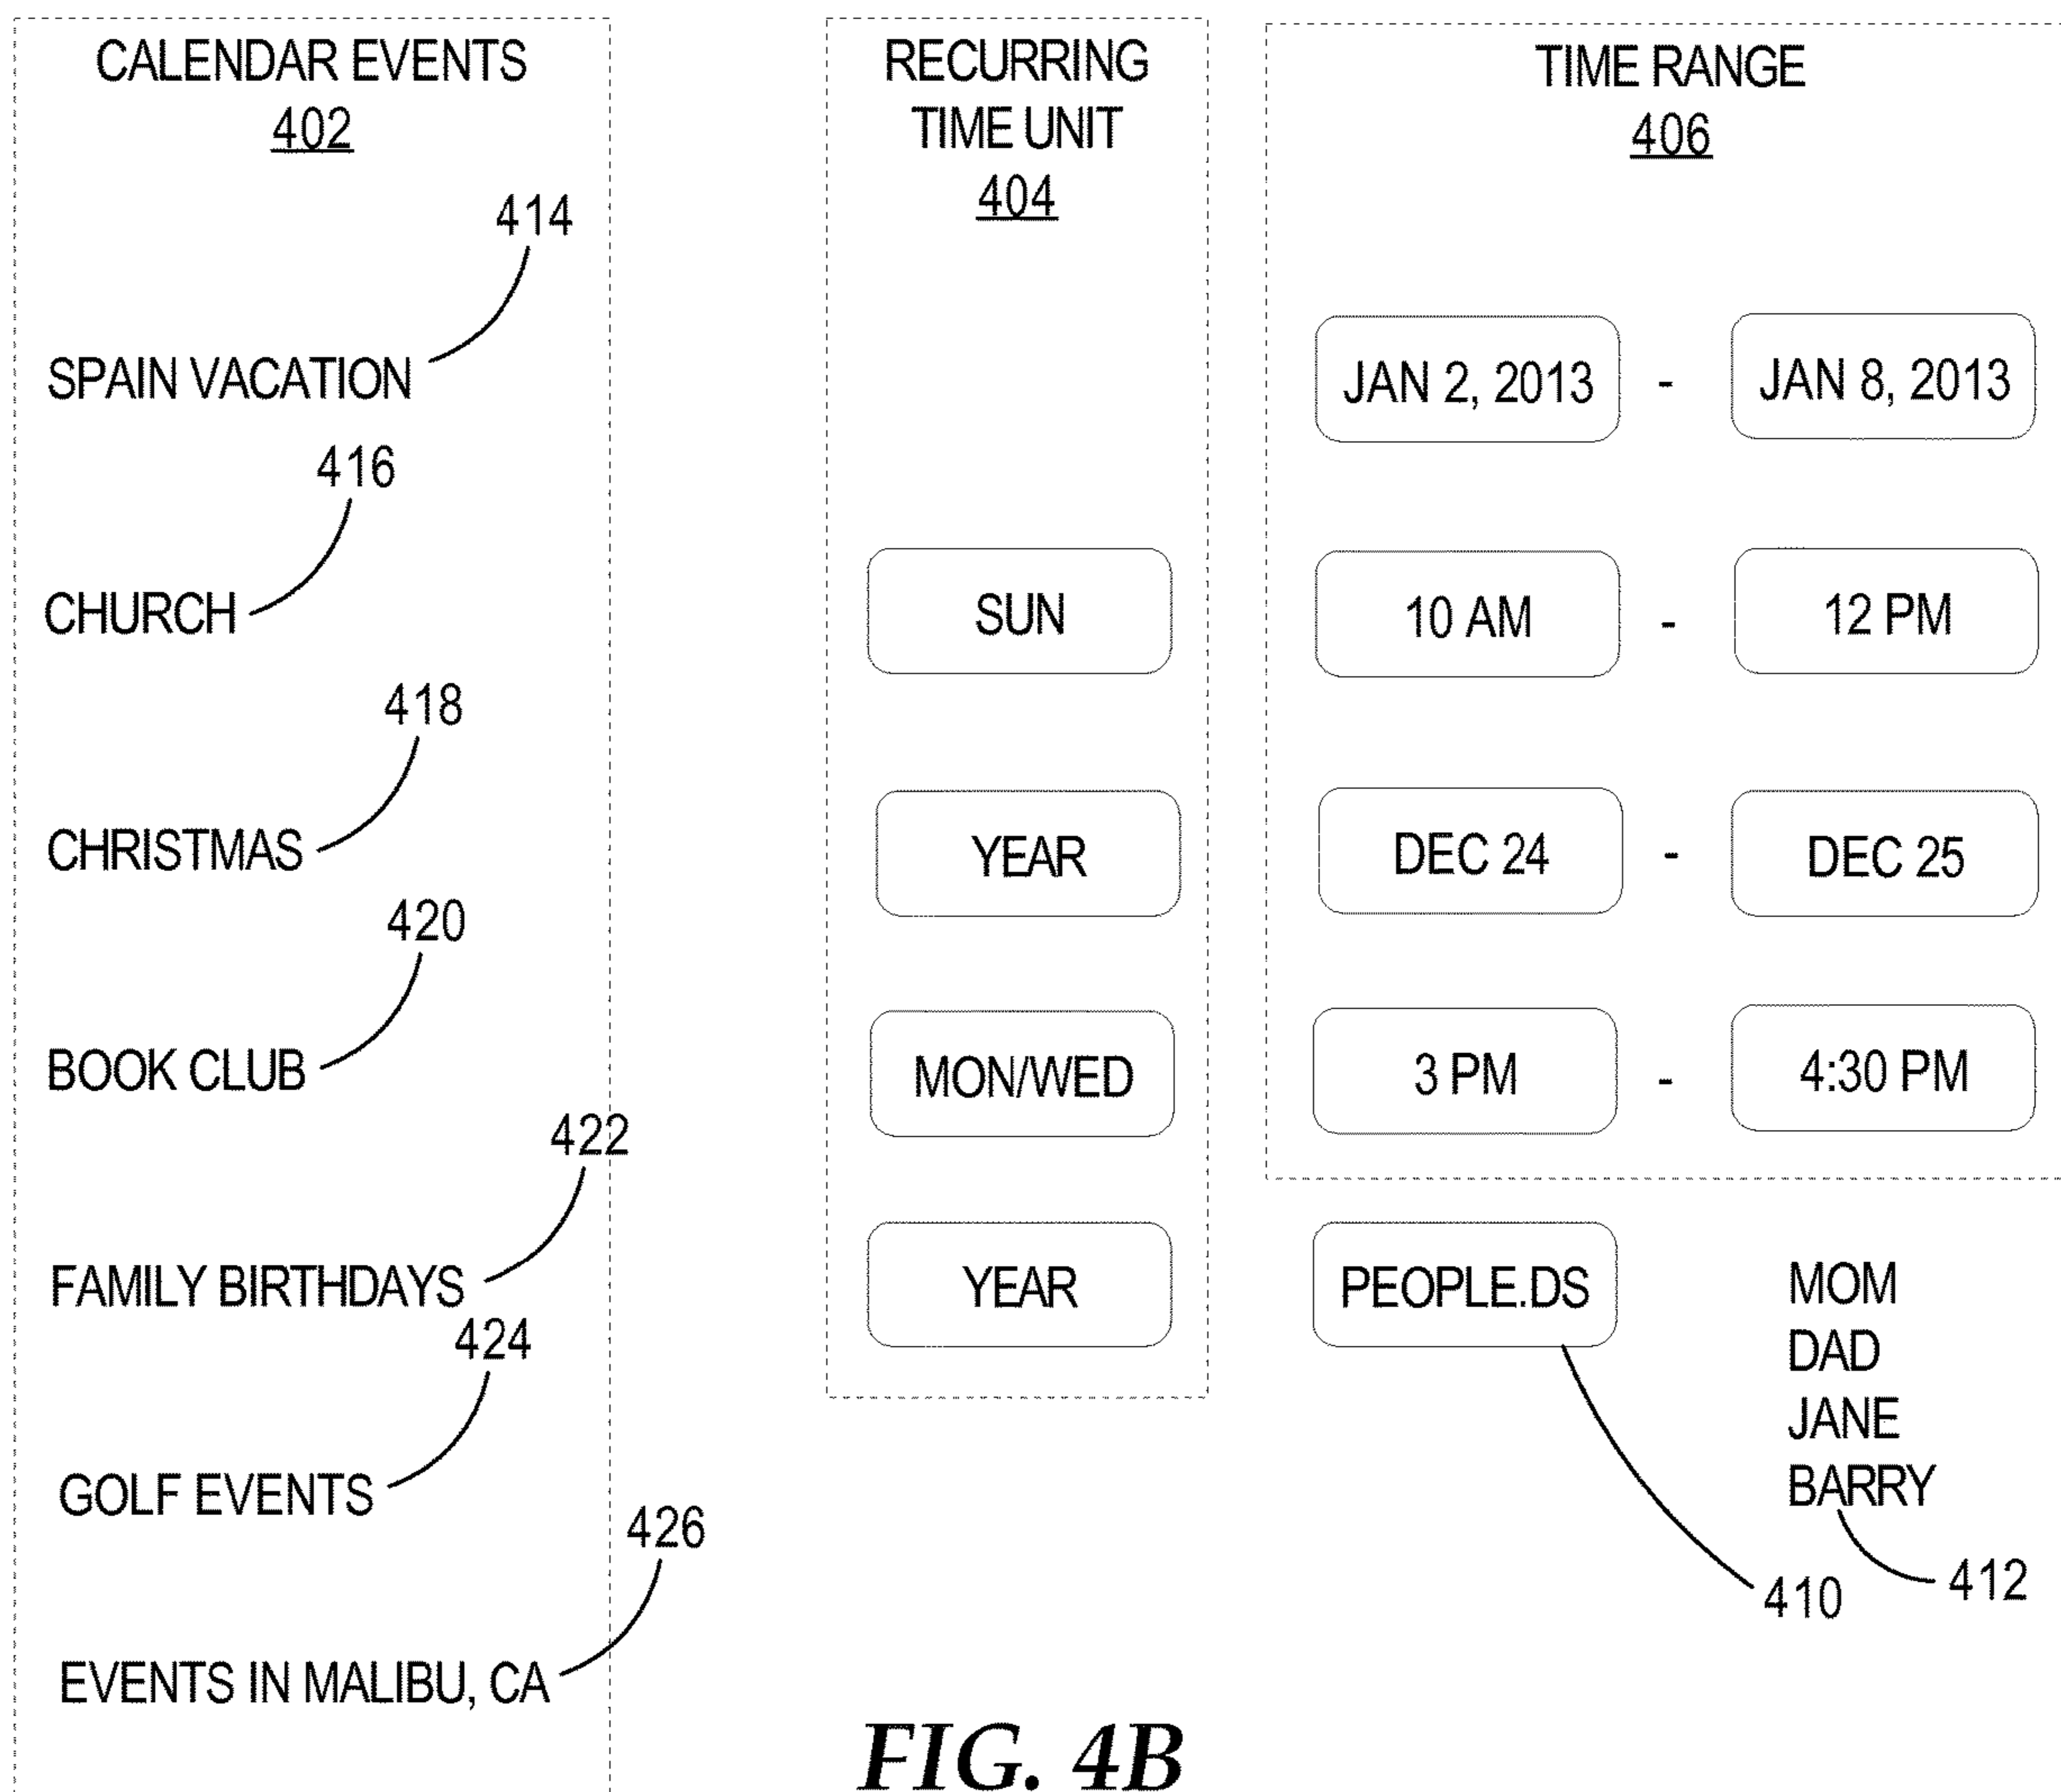 CALENDAR EVENTS
402
RECURRING
TIME UNIT
404
TIME RANGE
406
414
SPAIN VACATION
JAN 2, 2013 - JAN 8, 2013
416
CHURCH
SUN
10 AM - 12 PM
418
CHRISTMAS
YEAR
DEC 24 - DEC 25
420
BOOK CLUB
MON/WED
3 PM - 4:30 PM
422
FAMILY BIRTHDAYS
YEAR
PEOPLE.DS
MOM
DAD
JANE
BARRY
410
412
424
GOLF EVENTS
426
EVENTS IN MALIBU, CA
FIG. 4B